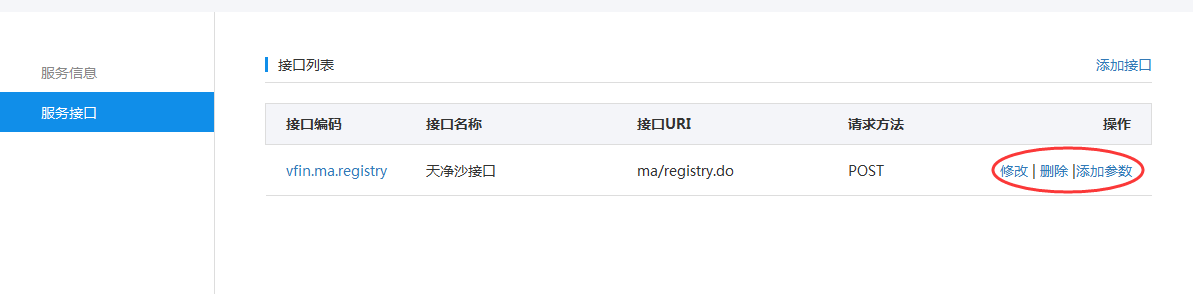 服务信息
服务接口
接口列表
添加接口
接口编码 接口名称 接口URI 请求方法 操作
vfin.ma.registry 天净沙接口 ma/registry.do POST 修改 | 删除 |添加参数